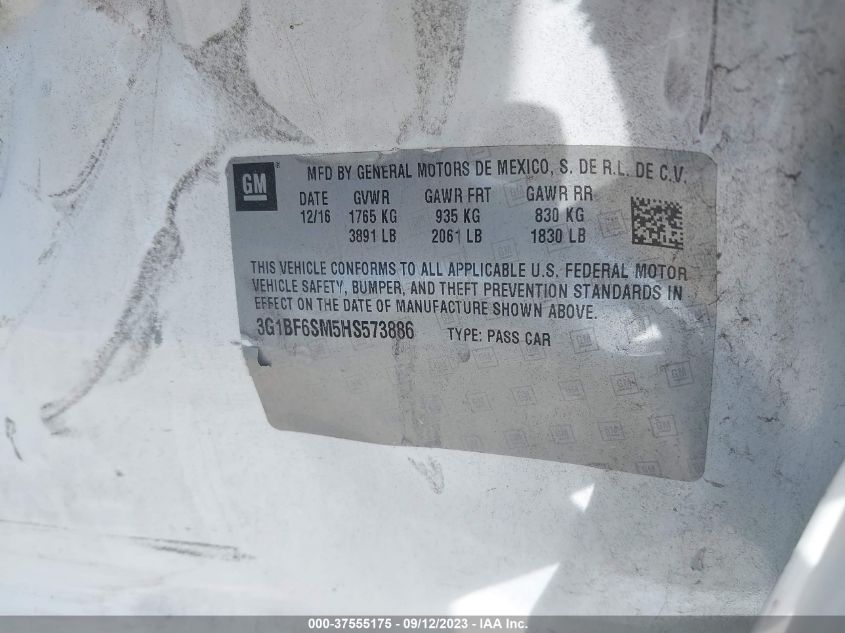 GM
MFD BY GENERAL MOTORS DE MEXICO, S. DE R.L. DE C.V.
DATE GVWR GAWR FRT GAWR RR
12/16 1765 KG 935 KG 830 KG
3891 LB 2061 LB 1830 LB
THIS VEHICLE CONFORMS TO ALL APPLICABLE U.S. FEDERAL MOTOR
VEHICLE SAFETY, BUMPER, AND THEFT PREVENTION STANDARDS IN
EFFECT ON THE DATE OF MANUFACTURE SHOWN ABOVE.
3G1BF6SM5HS573886 TYPE: PASS CAR
000-37555175 - 09/12/2023 - IAA Inc.